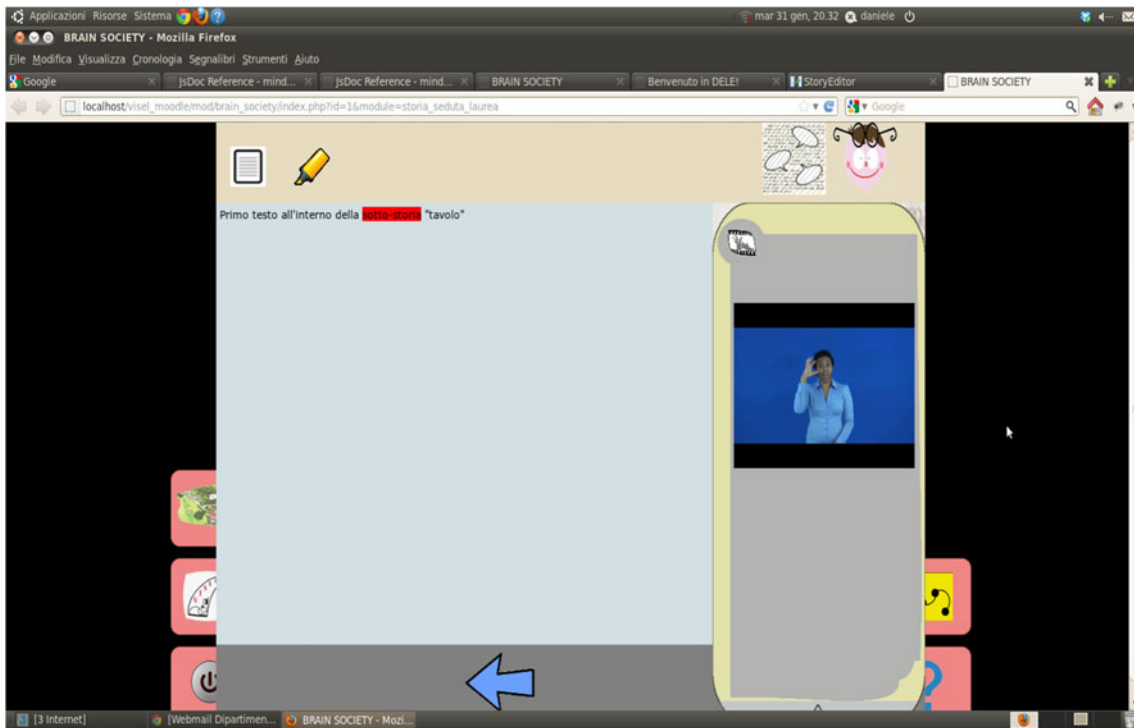 Applicazioni Risorse Sistema mar 31 gen, 20.32 daniele
BRAIN SOCIETY - Mozilla Firefox
File Modifica Visualizza Cronologia Segnalibri Strumenti Aiuto
Google JsDoc Reference - mind... JsDoc Reference - mind... BRAIN SOCIETY Benvenuto in DELE! StoryEditor BRAIN SOCIETY
localhost/visel_moodle/mod/brain_society/index.php?id=1&module=storia_seduta_laurea Google
Primo testo all'interno della sotto-storia "tavolo"
?
[3 Internet] [Webmail Dipartimen... BRAIN SOCIETY - Mozi...